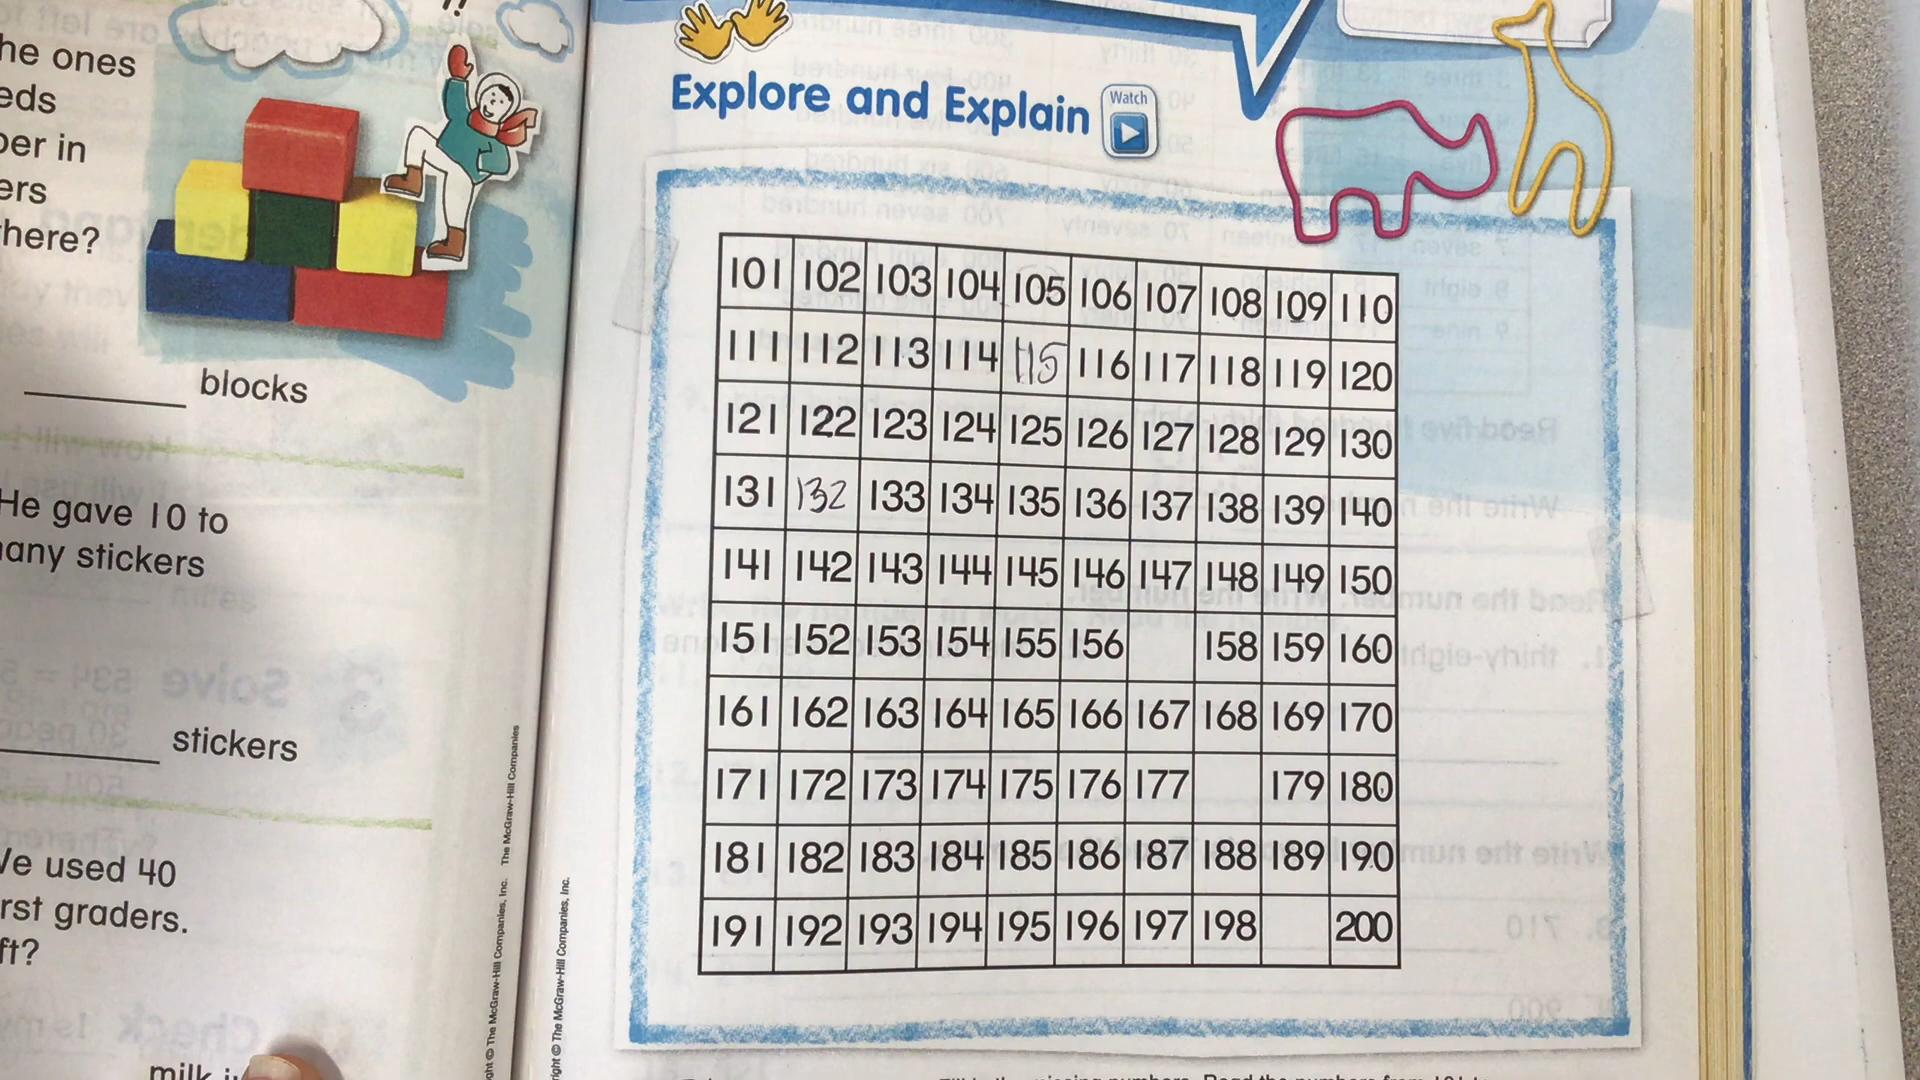 he ones
eds
per in
ers
here?
blocks
He gave 10 to
any stickers
stickers
We used 40
rst graders.
ft?
The McGraw-Hill Companies, Inc. The McGraw-Hill Companies
right © The McGraw-Hill Companies, Inc.
Explore and Explain
Watch
101 102 103 104 105 106 107 108 109 110
111 112 113 114 115 116 117 118 119 120
121 122 123 124 125 126 127 128 129 130
131 132 133 134 135 136 137 138 139 140
141 142 143 144 145 146 147 148 149 150
151 152 153 154 155 156 158 159 160
161 162 163 164 165 166 167 168 169 170
171 172 173 174 175 176 177 179 180
181 182 183 184 185 186 187 188 189 190
191 192 193 194 195 196 197 198 200